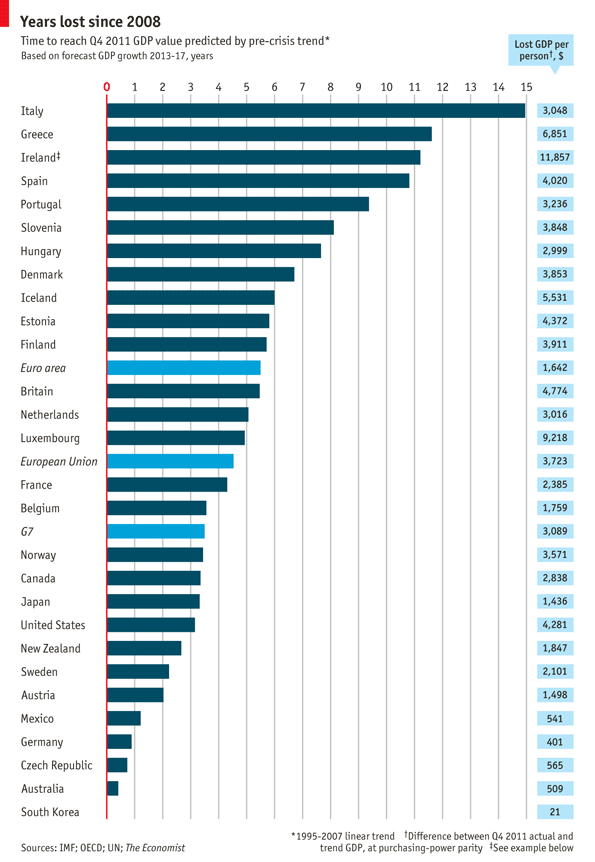 Years lost since 2008
Time to reach Q4 2011 GDP value predicted by pre-crisis trend*
Based on forecast GDP growth 2013-17, years
Lost GDP per
person†, $
0 1 2 3 4 5 6 7 8 9 10 11 12 13 14 15
Italy 3,048
Greece 6,851
Ireland‡ 11,857
Spain 4,020
Portugal 3,236
Slovenia 3,848
Hungary 2,999
Denmark 3,853
Iceland 5,531
Estonia 4,372
Finland 3,911
Euro area 1,642
Britain 4,774
Netherlands 3,016
Luxembourg 9,218
European Union 3,723
France 2,385
Belgium 1,759
G7 3,089
Norway 3,571
Canada 2,838
Japan 1,436
United States 4,281
New Zealand 1,847
Sweden 2,101
Austria 1,498
Mexico 541
Germany 401
Czech Republic 565
Australia 509
South Korea 21
*1995-2007 linear trend †Difference between Q4 2011 actual and
Sources: IMF; OECD; UN; The Economist trend GDP, at purchasing-power parity ‡See example below